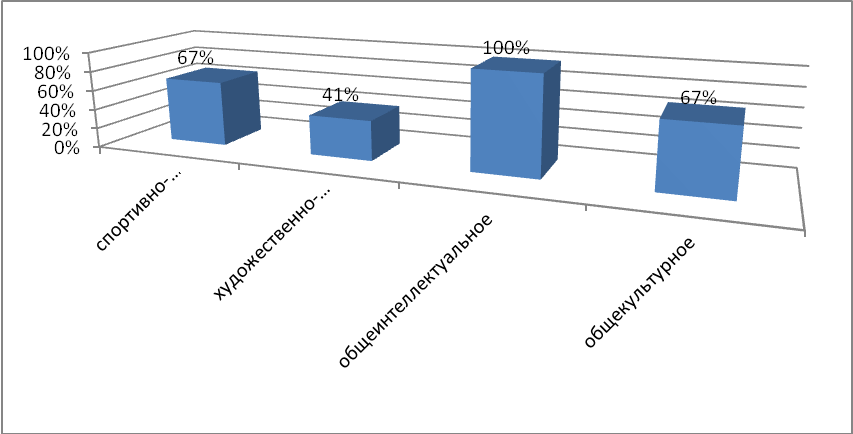 100%
80%
60%
40%
20%
0%
67%
41%
100%
67%
спортивно-...
художественно-...
общеинтеллектуальное
общекультурное